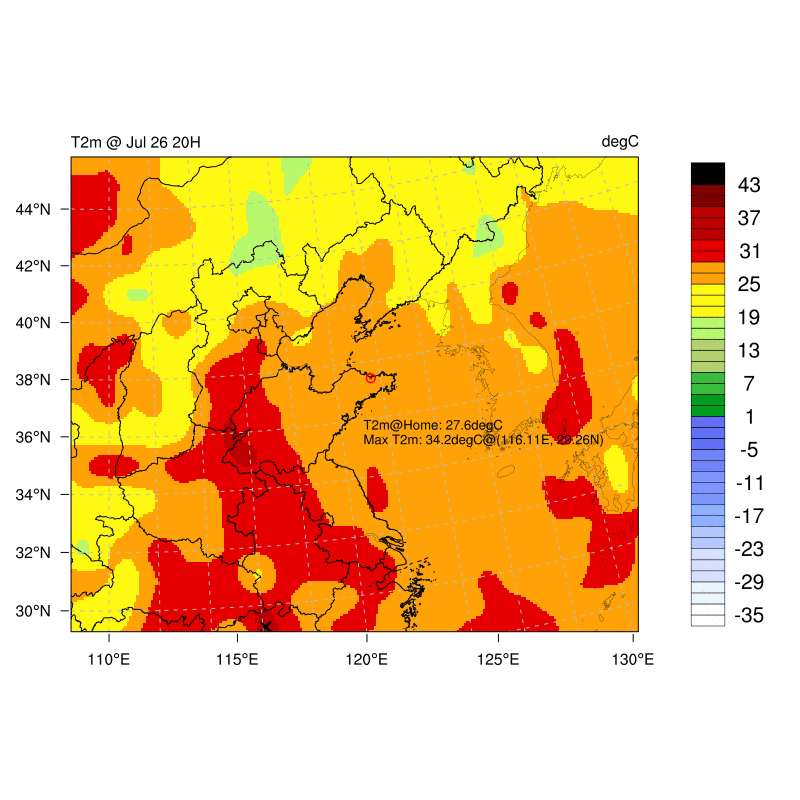 T2m @ Jul 26 20H
degC
43
37
31
25
19
13
7
1
-5
-11
-17
-23
-29
-35
44°N
42°N
40°N
38°N
36°N
34°N
32°N
30°N
T2m@Home: 27.6degC
Max T2m: 34.2degC@(116.11E, 29.26N)
110°E
115°E
120°E
125°E
130°E